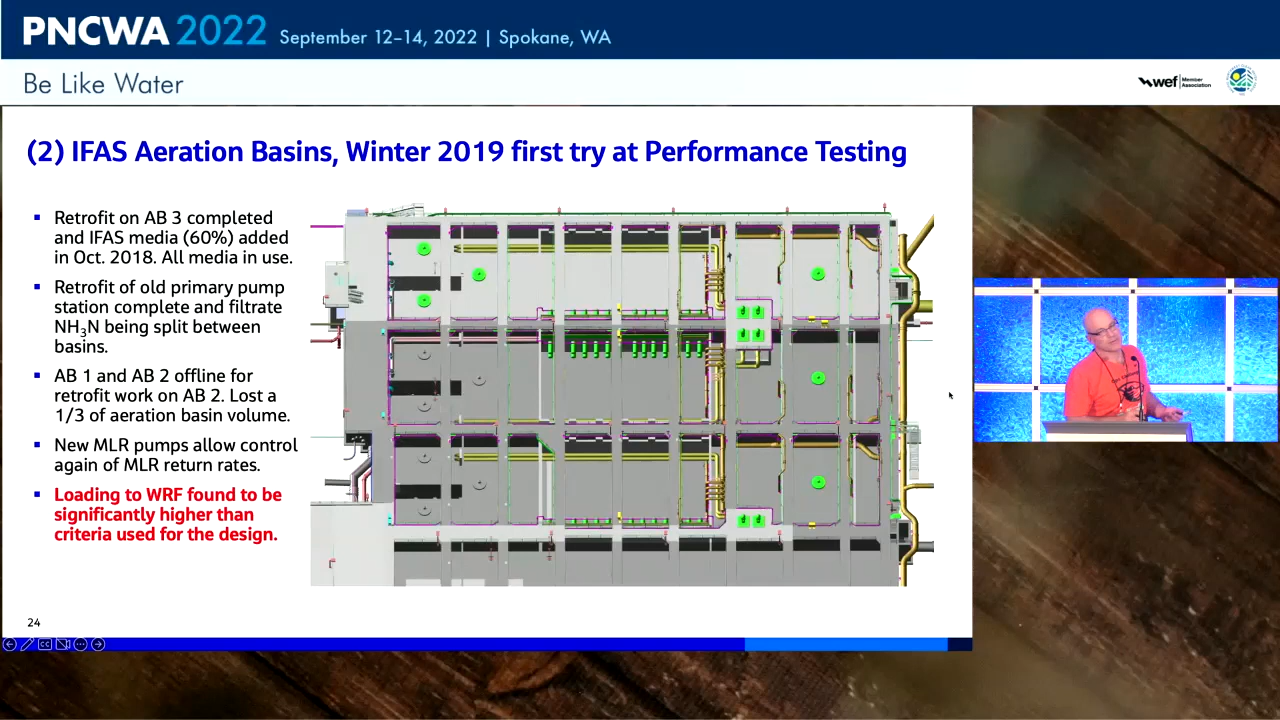 PNCWA 2022 September 12–14, 2022 | Spokane, WA
Be Like Water
wef Member Association
(2) IFAS Aeration Basins, Winter 2019 first try at Performance Testing
▪ Retrofit on AB 3 completed
and IFAS media (60%) added
in Oct. 2018. All media in use.
▪ Retrofit of old primary pump
station complete and filtrate
NH₃N being split between
basins.
▪ AB 1 and AB 2 offline for
retrofit work on AB 2. Lost a
1/3 of aeration basin volume.
▪ New MLR pumps allow control
again of MLR return rates.
▪ Loading to WRF found to be
significantly higher than
criteria used for the design.
24